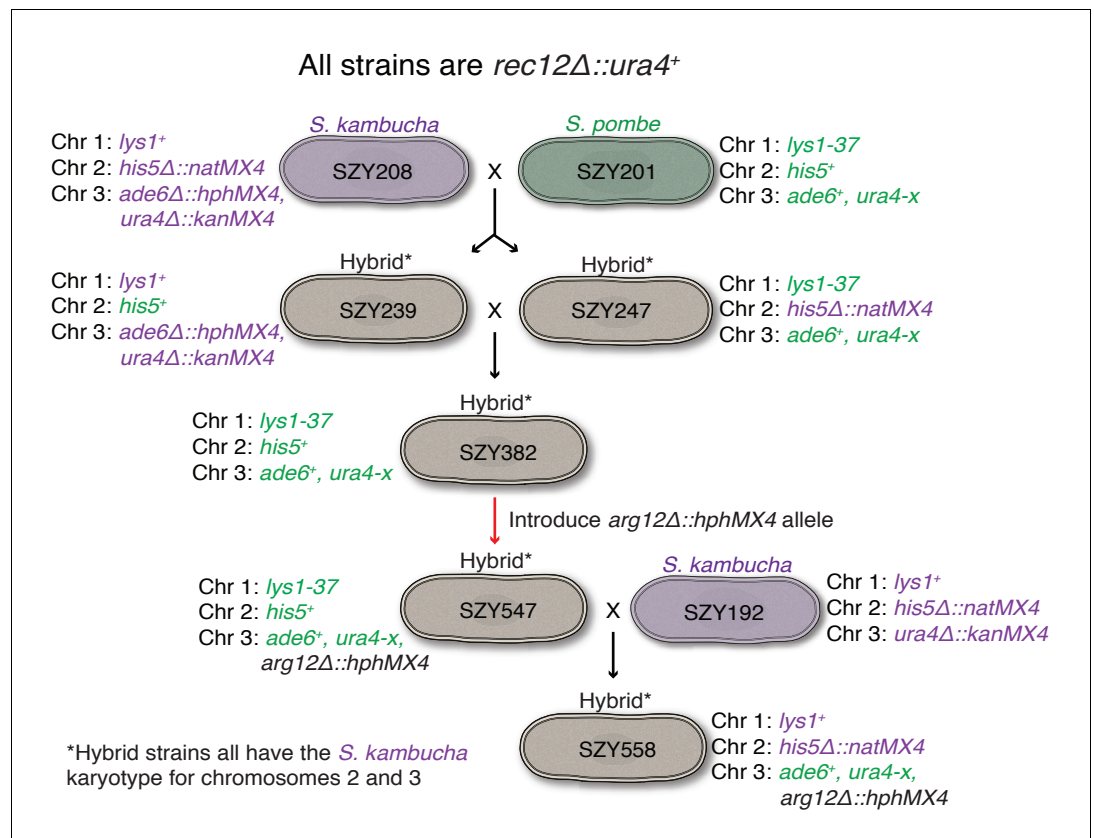 All strains are rec12Δ::ura4⁺
S. kambucha
S. pombe
Chr 1: lys1⁺
Chr 2: his5Δ::natMX4
Chr 3: ade6Δ::hphMX4,
ura4Δ::kanMX4
SZY208
X
SZY201
Chr 1: lys1-37
Chr 2: his5⁺
Chr 3: ade6⁺, ura4-x
Hybrid*
Hybrid*
Chr 1: lys1⁺
Chr 2: his5⁺
Chr 3: ade6Δ::hphMX4,
ura4Δ::kanMX4
SZY239
X
SZY247
Chr 1: lys1-37
Chr 2: his5Δ::natMX4
Chr 3: ade6⁺, ura4-x
Hybrid*
Chr 1: lys1-37
Chr 2: his5⁺
Chr 3: ade6⁺, ura4-x
SZY382
Introduce arg12Δ::hphMX4 allele
Hybrid*
S. kambucha
Chr 1: lys1-37
Chr 2: his5⁺
Chr 3: ade6⁺, ura4-x,
arg12Δ::hphMX4
SZY547
X
SZY192
Chr 1: lys1⁺
Chr 2: his5Δ::natMX4
Chr 3: ura4Δ::kanMX4
Hybrid*
SZY558
Chr 1: lys1⁺
Chr 2: his5Δ::natMX4
Chr 3: ade6⁺, ura4-x,
arg12Δ::hphMX4
*Hybrid strains all have the S. kambucha
karyotype for chromosomes 2 and 3